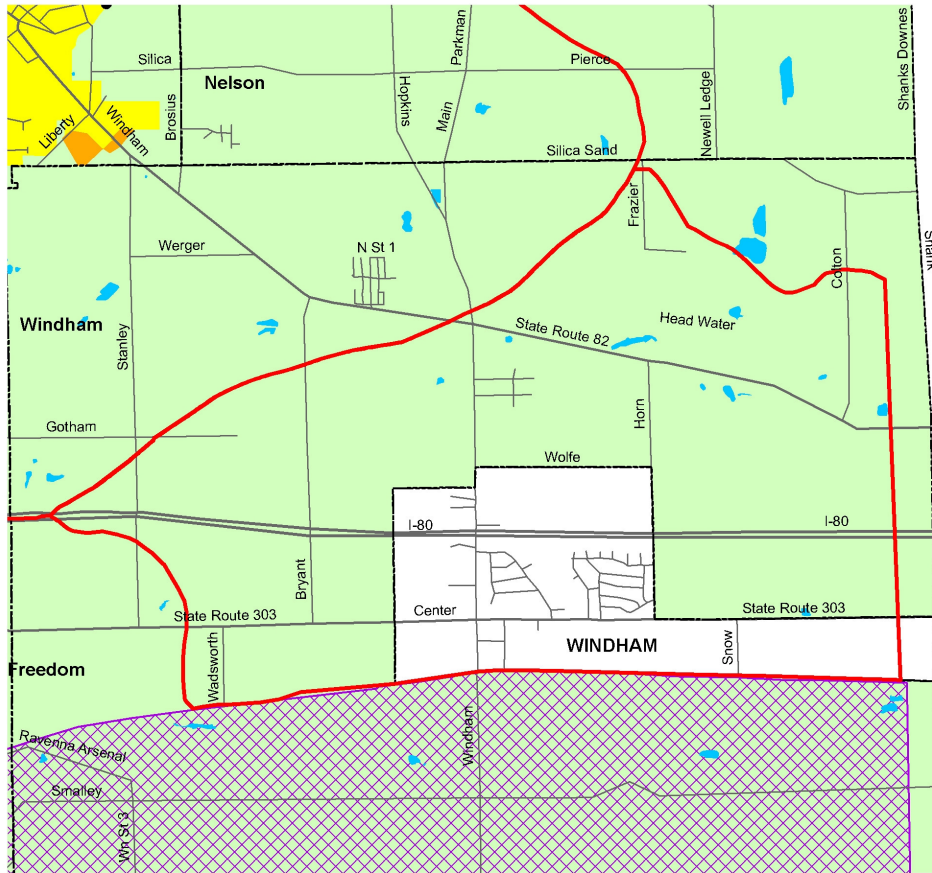 Parkman
Silica
Pierce
Shanks Downes
Nelson
Hopkins
Main
Newell Ledge
Brosius
Windham
Liberty
Silica Sand
Frazier
Werger
N St 1
Colton
Shank
Windham
Stanley
Head Water
State Route 82
Gotham
Horn
Wolfe
I-80
I-80
Bryant
State Route 303
Center
State Route 303
WINDHAM
Snow
Freedom
Wadsworth
Windham
Ravenna Arsenal
Smalley
Wn St 3